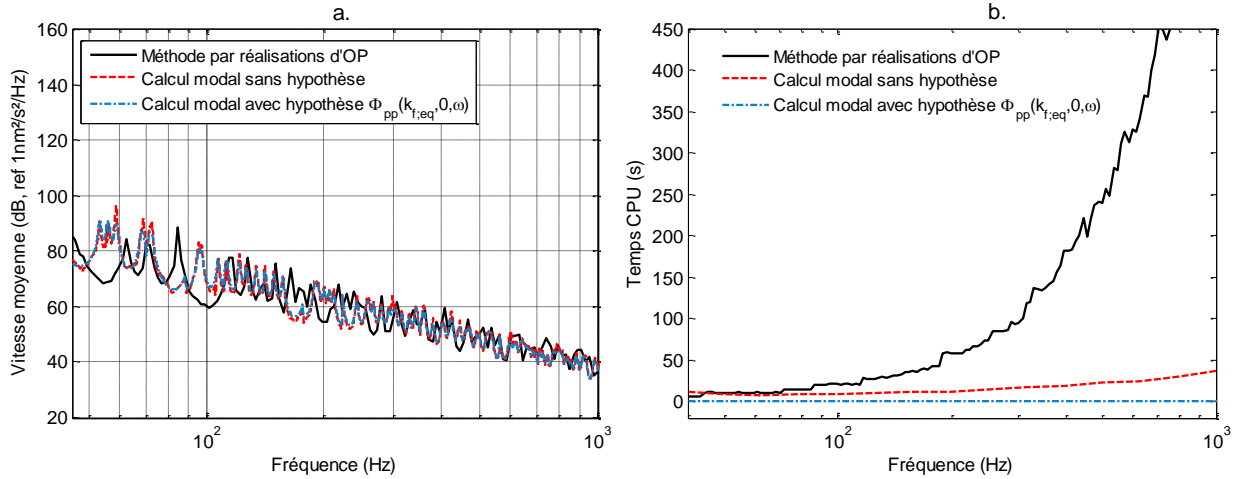 a.
160
140
120
100
80
60
40
20
Vitesse moyenne (dB, ref 1nm²/s²/Hz)
Méthode par réalisations d'OP
Calcul modal sans hypothèse
Calcul modal avec hypothèse Φpp(kf;eq,0,ω)
10²
10³
Fréquence (Hz)
b.
450
400
350
300
250
200
150
100
50
0
Temps CPU (s)
Méthode par réalisations d'OP
Calcul modal sans hypothèse
Calcul modal avec hypothèse Φpp(kf;eq,0,ω)
10²
10³
Fréquence (Hz)